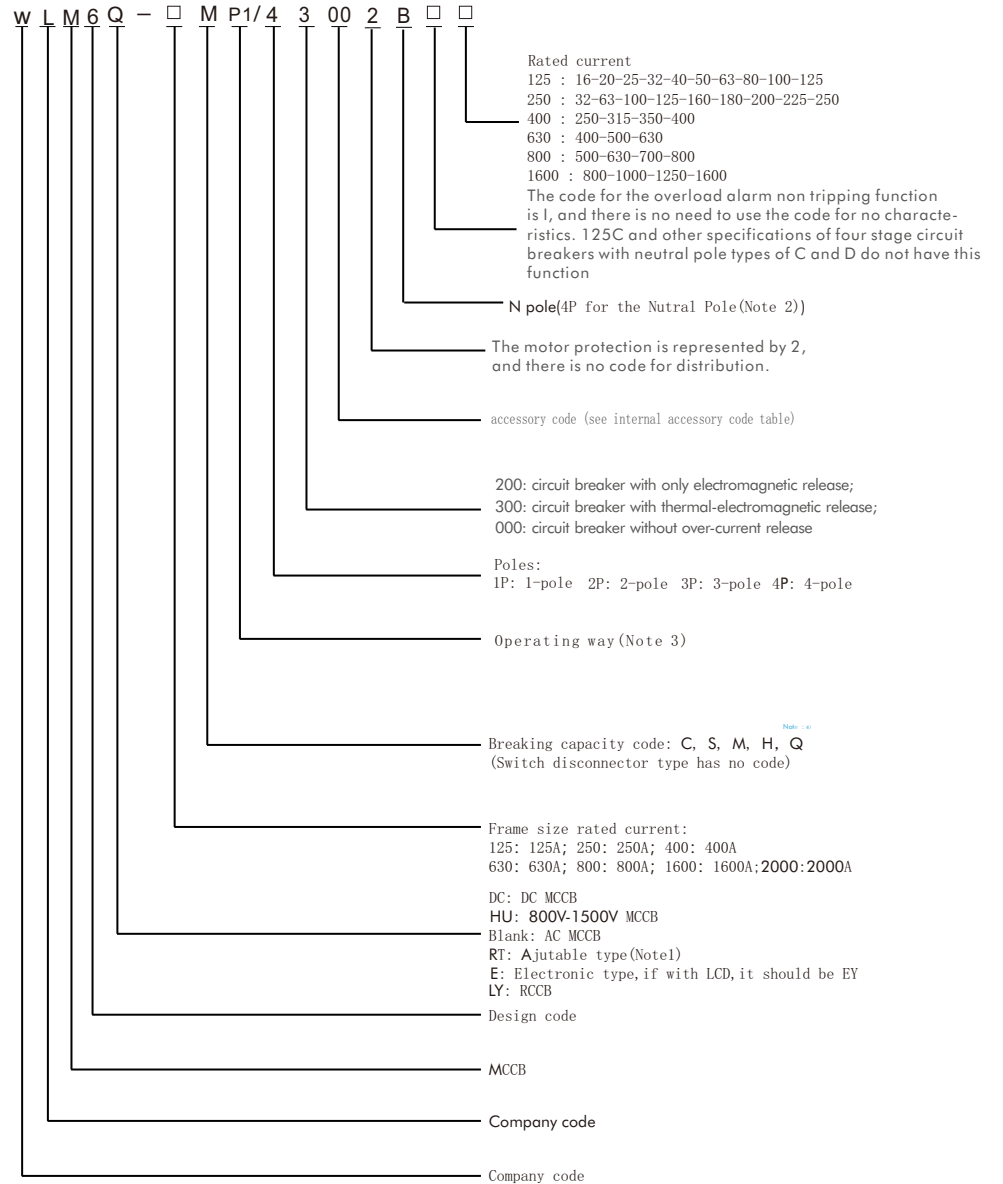 w L M 6 Q - □ M P1/ 4 3 00 2 B □ □
Rated current
125 : 16-20-25-32-40-50-63-80-100-125
250 : 32-63-100-125-160-180-200-225-250
400 : 250-315-350-400
630 : 400-500-630
800 : 500-630-700-800
1600 : 800-1000-1250-1600
The code for the overload alarm non tripping function
is I, and there is no need to use the code for no characte-
ristics. 125C and other specifications of four stage circuit
breakers with neutral pole types of C and D do not have this
function
N pole(4P for the Nutral Pole(Note 2))
The motor protection is represented by 2,
and there is no code for distribution.
accessory code (see internal accessory code table)
200: circuit breaker with only electromagnetic release;
300: circuit breaker with thermal-electromagnetic release;
000: circuit breaker without over-current release
Poles:
1P: 1-pole 2P: 2-pole 3P: 3-pole 4P: 4-pole
Operating way(Note 3)
Breaking capacity code: C, S, M, H, Q
(Switch disconnector type has no code)
Frame size rated current:
125: 125A; 250: 250A; 400: 400A
630: 630A; 800: 800A; 1600: 1600A;2000:2000A
DC: DC MCCB
HU: 800V-1500V MCCB
Blank: AC MCCB
RT: Ajutable type(Note1)
E: Electronic type,if with LCD,it should be EY
LY: RCCB
Design code
MCCB
Company code
Company code